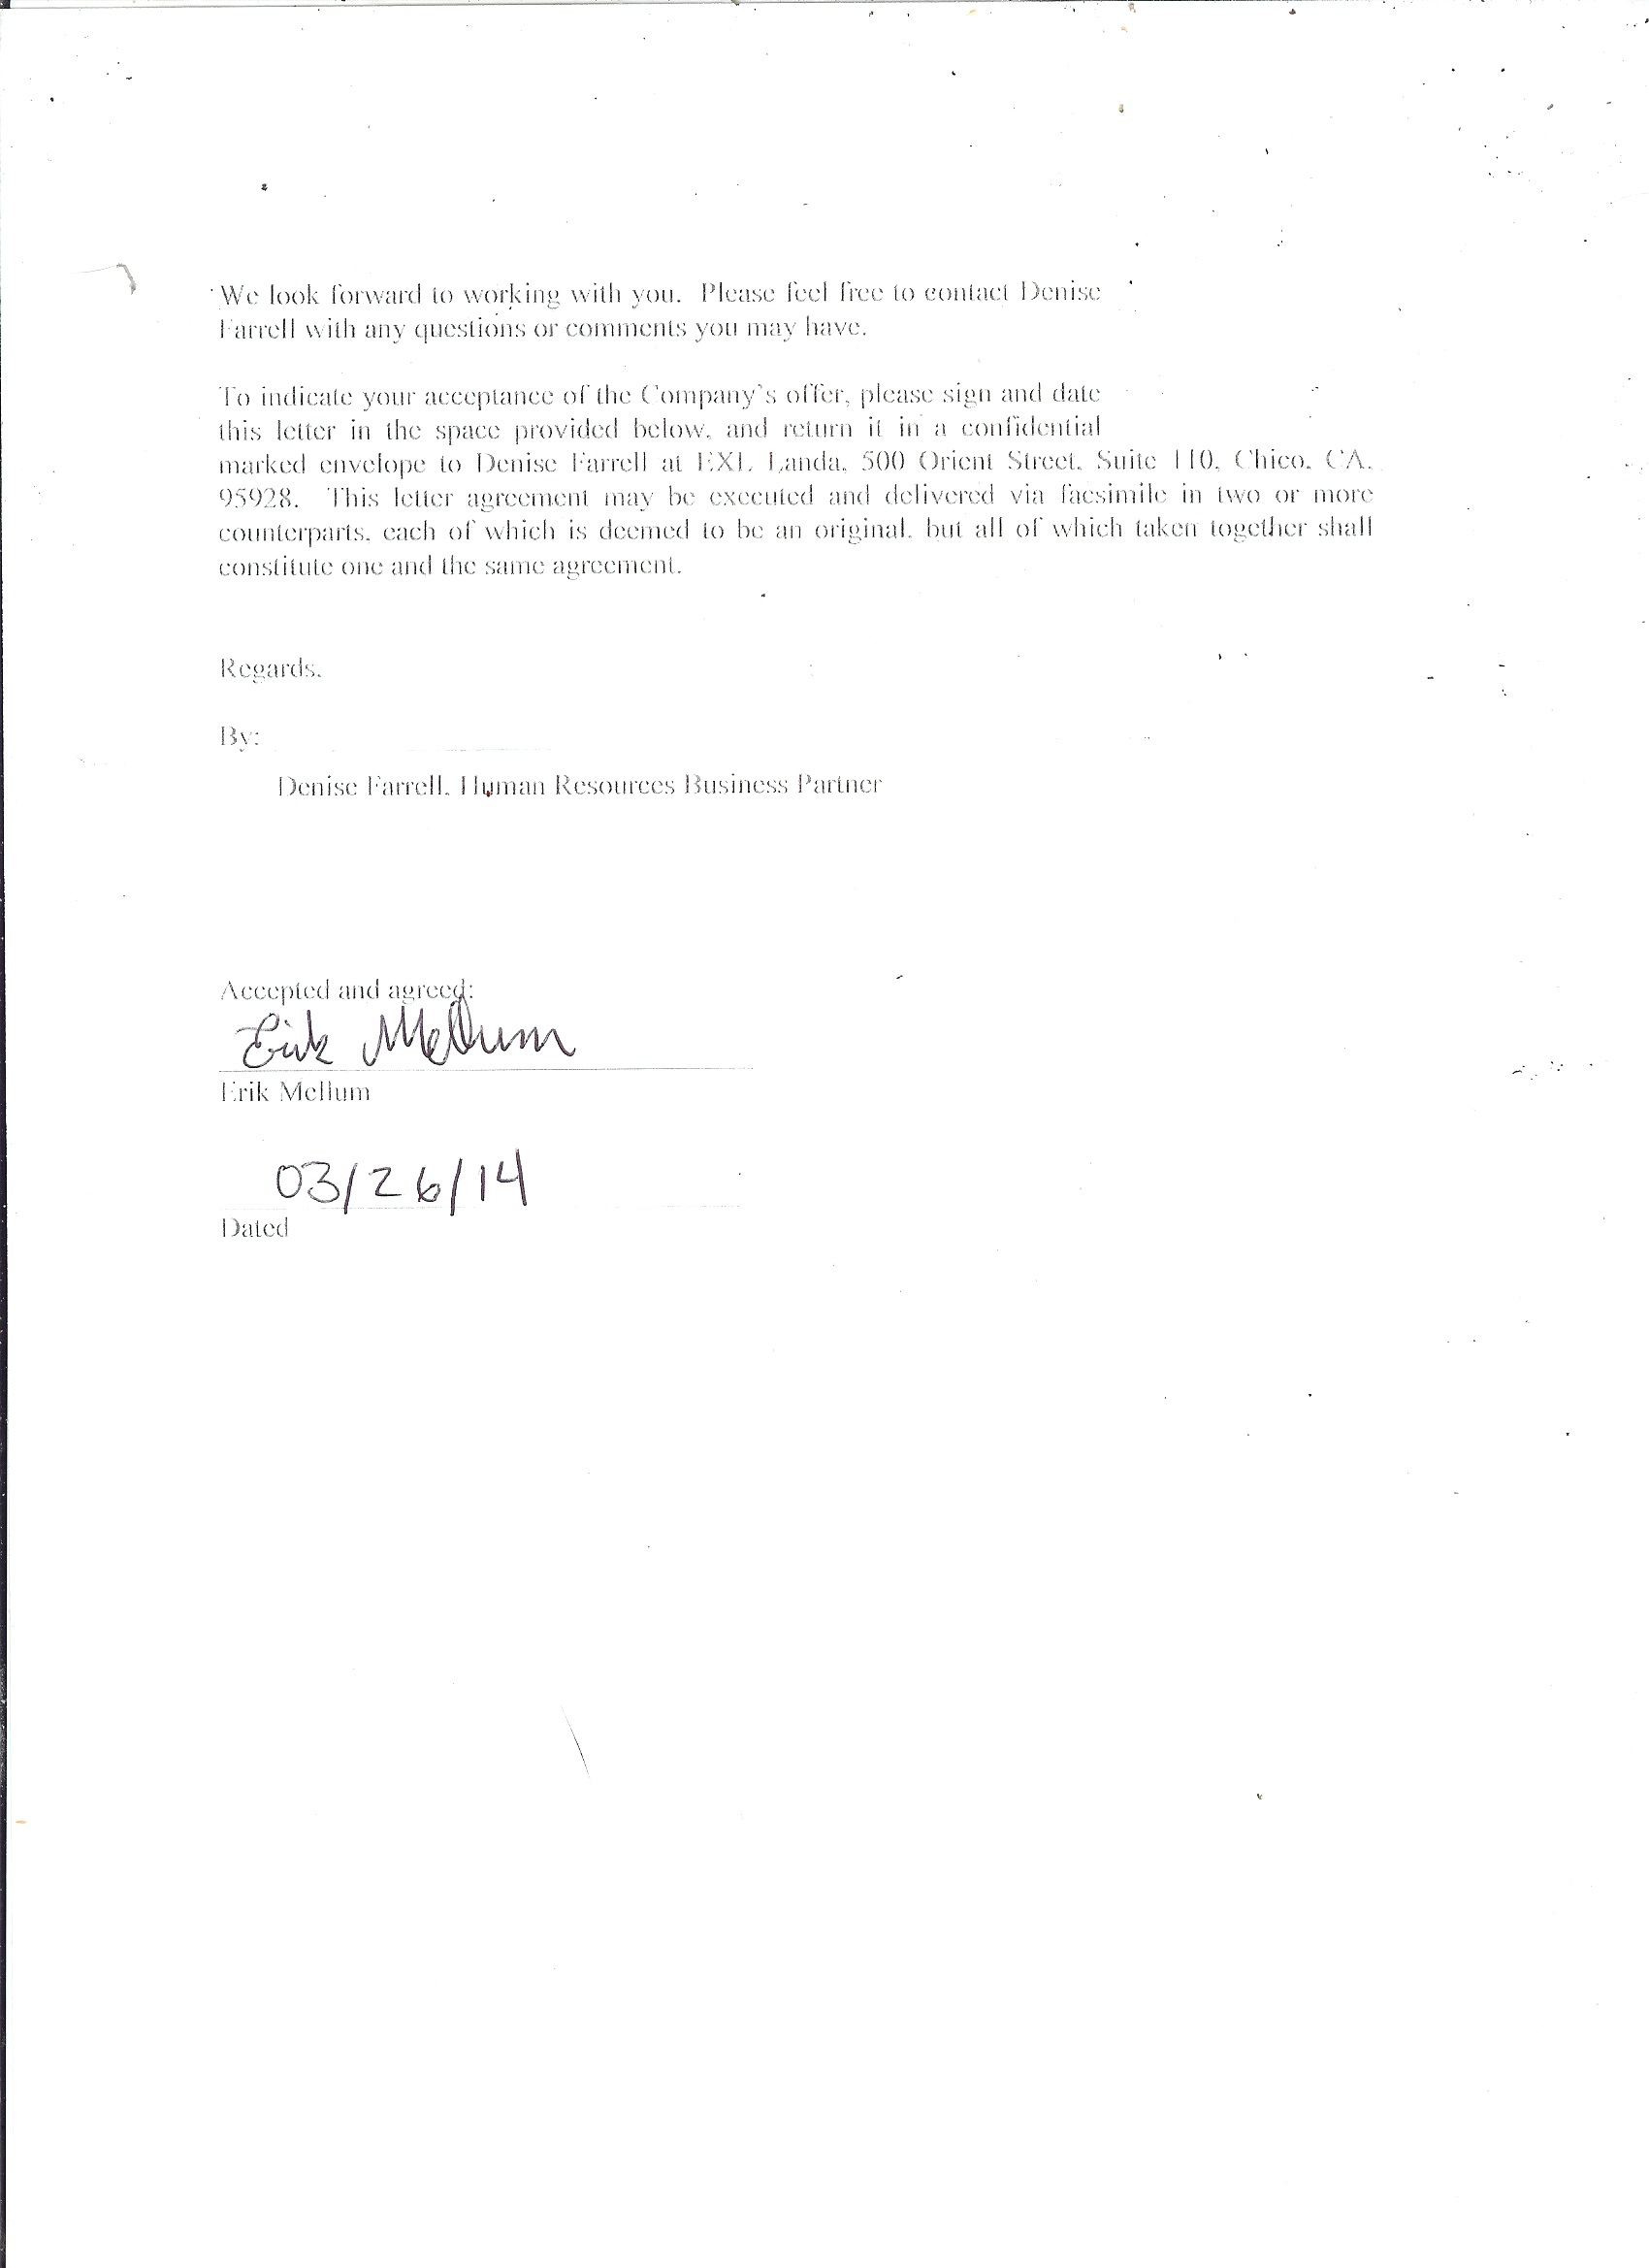 We look forward to working with you. Please feel free to contact Denise
Farrell with any questions or comments you may have.
To indicate your acceptance of the Company's offer, please sign and date
this letter in the space provided below, and return it in a confidential
marked envelope to Denise Farrell at EXL Landa, 500 Orient Street, Suite 110, Chico, CA,
95928. This letter agreement may be executed and delivered via facsimile in two or more
counterparts, each of which is deemed to be an original, but all of which taken together shall
constitute one and the same agreement.
Regards,
By:
Denise Farrell, Human Resources Business Partner
Accepted and agreed:
Erik Mellum
Erik Mellum
03/26/14
Dated